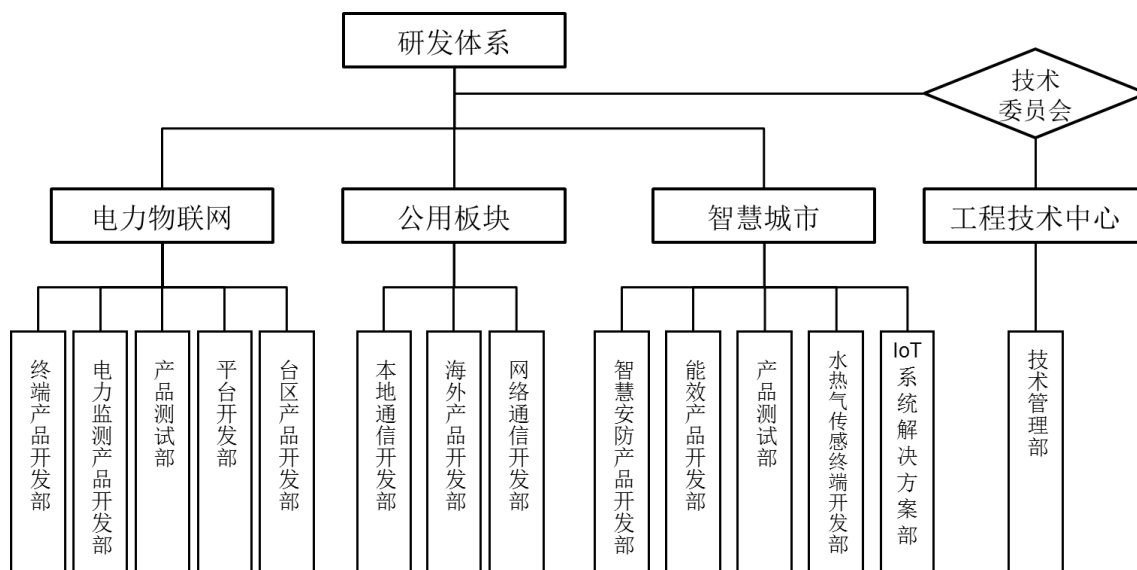 研发体系
技术
委员会
电力物联网
公用板块
智慧城市
工程技术中心
终端产品开发部
电力监测产品开发部
产品测试部
平台开发部
台区产品开发部
本地通信开发部
海外产品开发部
网络通信开发部
智慧安防产品开发部
能效产品开发部
产品测试部
水热气传感终端开发部
IoT系统解决方案部
技术管理部